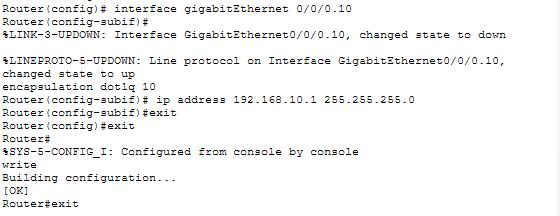 Router(config)# interface gigabitEthernet 0/0/0.10
Router(config-subif)#
%LINK-3-UPDOWN: Interface GigabitEthernet0/0/0.10, changed state to down
%LINEPROTO-5-UPDOWN: Line protocol on Interface GigabitEthernet0/0/0.10,
changed state to up
encapsulation dot1q 10
Router(config-subif)# ip address 192.168.10.1 255.255.255.0
Router(config-subif)#exit
Router(config)#exit
Router#
%SYS-5-CONFIG_I: Configured from console by console
write
Building configuration...
[OK]
Router#exit